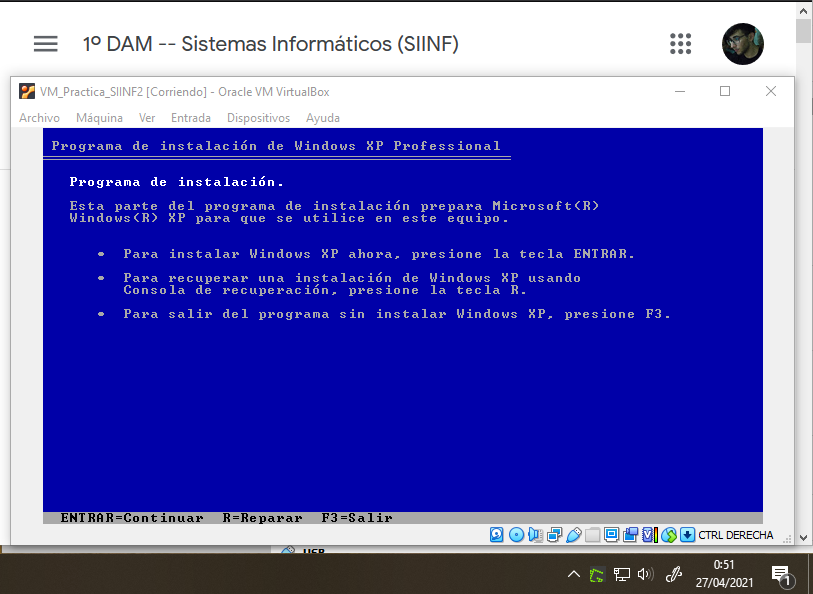 1º DAM -- Sistemas Informáticos (SIINF)
VM_Practica_SIINF2 [Corriendo] - Oracle VM VirtualBox
Archivo Máquina Ver Entrada Dispositivos Ayuda
Programa de instalación de Windows XP Professional
Programa de instalación.
Esta parte del programa de instalación prepara Microsoft(R)
Windows(R) XP para que se utilice en este equipo.
• Para instalar Windows XP ahora, presione la tecla ENTRAR.
• Para recuperar una instalación de Windows XP usando
Consola de recuperación, presione la tecla R.
• Para salir del programa sin instalar Windows XP, presione F3.
ENTRAR=Continuar R=Reparar F3=Salir
CTRL DERECHA
USB
0:51
27/04/2021
1